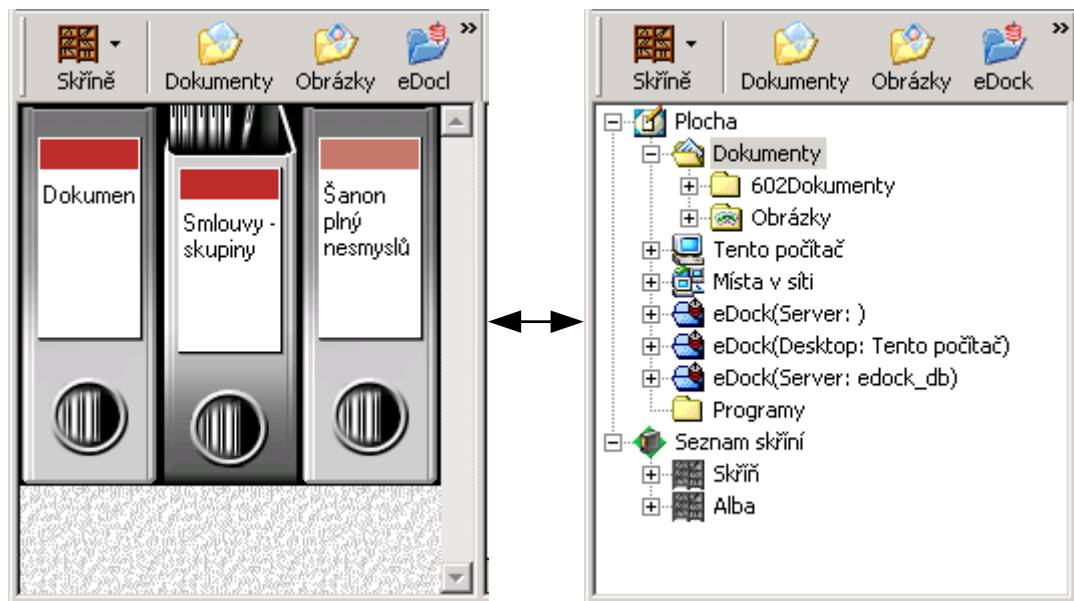 Skříně
Dokumenty
Obrázky
eDocl
»
Dokumen
Smlouvy -
skupiny
Šanon
plný
nesmyslů
Skříně
Dokumenty
Obrázky
eDock
»
Plocha
Dokumenty
602Dokumenty
Obrázky
Tento počítač
Místa v síti
eDock(Server: )
eDock(Desktop: Tento počítač)
eDock(Server: edock_db)
Programy
Seznam skříní
Skříň
Alba